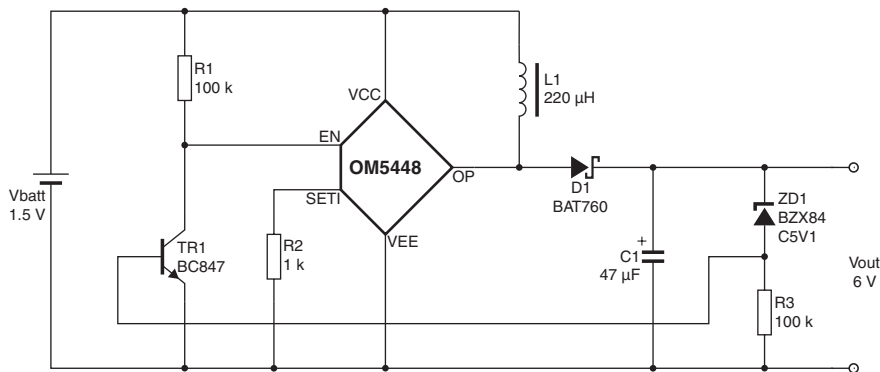 R1
100 k
L1
220 µH
VCC
EN
OM5448
OP
SETI
VEE
D1
BAT760
ZD1
BZX84
C5V1
Vbatt
1.5 V
TR1
BC847
R2
1 k
+
C1
47 µF
Vout
6 V
R3
100 k